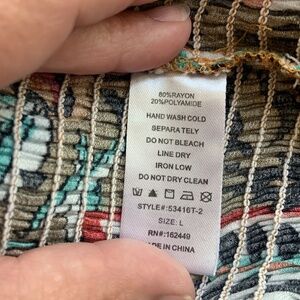 80%RAYON
20%POLYAMIDE
HAND WASH COLD
SEPARATELY
DO NOT BLEACH
LINE DRY
IRON LOW
DO NOT DRY CLEAN
STYLE#:53416T-2
SIZE: L
RN#:162449
IN CHINA